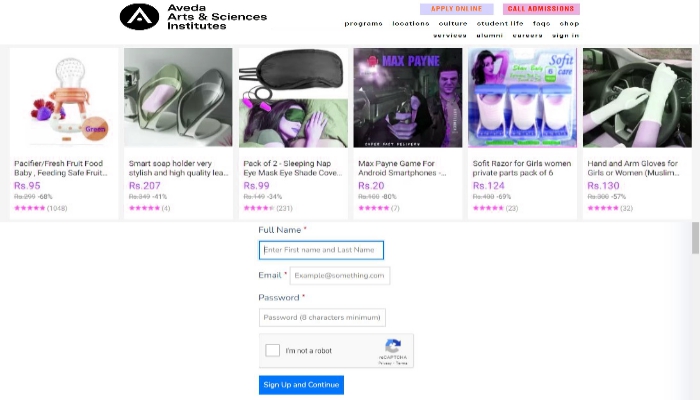 Aveda
Arts & Sciences
Institutes
APPLY ONLINE
CALL ADMISSIONS
programs locations culture student life faqs shop
services alumni careers sign in
Green
MAX PAYNE
Sofit
care
Pacifier/Fresh Fruit Food
Baby , Feeding Safe Fruit...
Rs.95
Rs.299 -68%
(1048)
Smart soap holder very
stylish and high quality lea...
Rs.207
Rs.349 -41%
(4)
Pack of 2 - Sleeping Nap
Eye Mask Eye Shade Cove...
Rs.99
Rs.149 -34%
(231)
Max Payne Game For
Android Smartphones -...
Rs.20
Rs.100 -80%
(7)
Sofit Razor for Girls women
private parts pack of 6
Rs.124
Rs.400 -69%
(23)
Hand and Arm Gloves for
Girls or Women (Muslim...
Rs.130
Rs.300 -57%
(32)
Full Name *
Enter First name and Last Name
Email *
Example@something.com
Password *
Password (8 characters minimum)
I'm not a robot
reCAPTCHA
Privacy - Terms
Sign Up and Continue